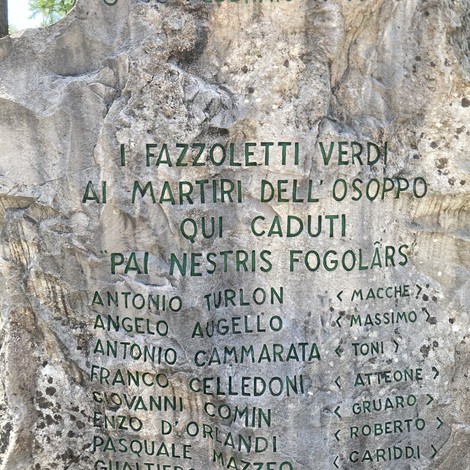 I FAZZOLETTI VERDI
AI MARTIRI DELL'OSOPPO
QUI CADUTI
"PAI NESTRIS FOGOLÂRS"
ANTONIO TURLON < MACCHE >
ANGELO AUGELLO < MASSIMO >
ANTONIO CAMMARATA < TONI >
FRANCO CELLEDONI < ATTEONE >
GIOVANNI COMIN < GRUARO >
ENZO D'ORLANDI < ROBERTO >
PASQUALE MAZZEO < CARIDDI >